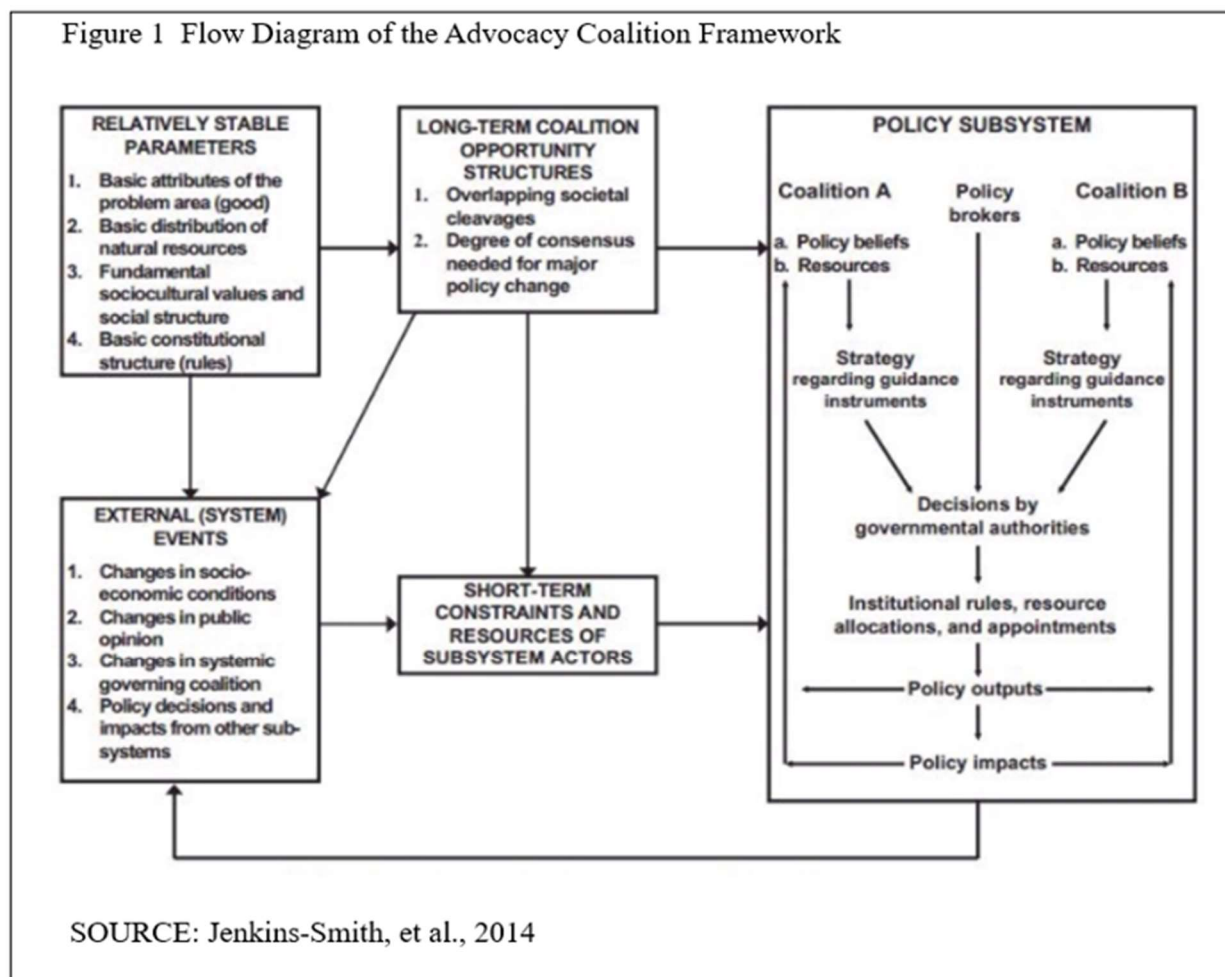 Figure 1  Flow Diagram of the Advocacy Coalition Framework
RELATIVELY STABLE
PARAMETERS
1. Basic attributes of the
problem area (good)
2. Basic distribution of
natural resources
3. Fundamental
sociocultural values and
social structure
4. Basic constitutional
structure (rules)
LONG-TERM COALITION
OPPORTUNITY
STRUCTURES
1. Overlapping societal
cleavages
2. Degree of consensus
needed for major
policy change
EXTERNAL (SYSTEM)
EVENTS
1. Changes in socio-
economic conditions
2. Changes in public
opinion
3. Changes in systemic
governing coalition
4. Policy decisions and
impacts from other sub-
systems
SHORT-TERM
CONSTRAINTS AND
RESOURCES OF
SUBSYSTEM ACTORS
POLICY SUBSYSTEM
Coalition A
a. Policy beliefs
b. Resources
Strategy
regarding guidance
instruments
Policy
brokers
Coalition B
a. Policy beliefs
b. Resources
Strategy
regarding guidance
instruments
Decisions by
governmental authorities
Institutional rules, resource
allocations, and appointments
Policy outputs
Policy impacts
SOURCE: Jenkins-Smith, et al., 2014